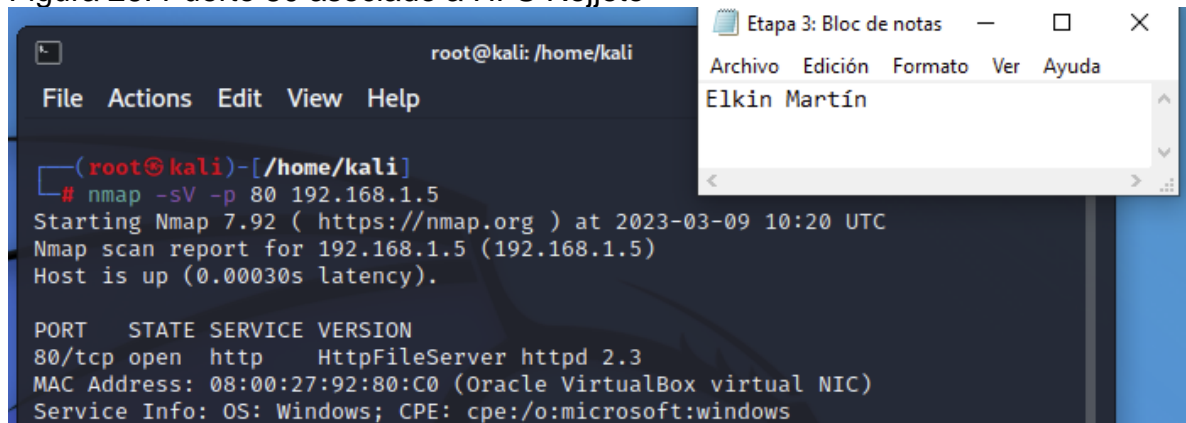 Etapa 3: Bloc de notas
Archivo Edición Formato Ver Ayuda
Elkin Martín
root@kali: /home/kali
File Actions Edit View Help
(root㉿kali)-[/home/kali]
# nmap -sV -p 80 192.168.1.5
Starting Nmap 7.92 ( https://nmap.org ) at 2023-03-09 10:20 UTC
Nmap scan report for 192.168.1.5 (192.168.1.5)
Host is up (0.00030s latency).
PORT STATE SERVICE VERSION
80/tcp open http HttpFileServer httpd 2.3
MAC Address: 08:00:27:92:80:C0 (Oracle VirtualBox virtual NIC)
Service Info: OS: Windows; CPE: cpe:/o:microsoft:windows